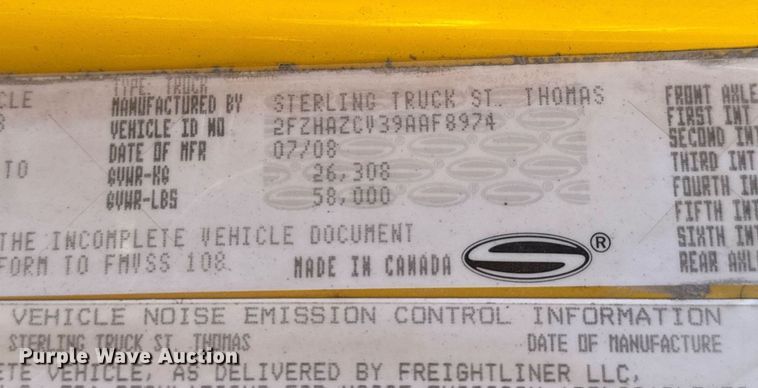 TYPE: TRUCK
CLE MANUFACTURED BY STERLING TRUCK ST. THOMAS FRONT AXLE
VEHICLE ID NO 2FZHAZCV39AAF8974 FIRST INT
DATE OF MFR 07/08 SECOND INT
TO GVWR-KG 26,308 THIRD INT
GVWR-LBS 58,000 FOURTH IN
FIFTH INT
THE INCOMPLETE VEHICLE DOCUMENT SIXTH INT
FORM TO FMVSS 108. MADE IN CANADA ® REAR AXL
VEHICLE NOISE EMISSION CONTROL INFORMATION
STERLING TRUCK ST. THOMAS DATE OF MANUFACTURE
Purple Wave Auction
ETE VEHICLE, AS DELIVERED BY FREIGHTLINER LLC,